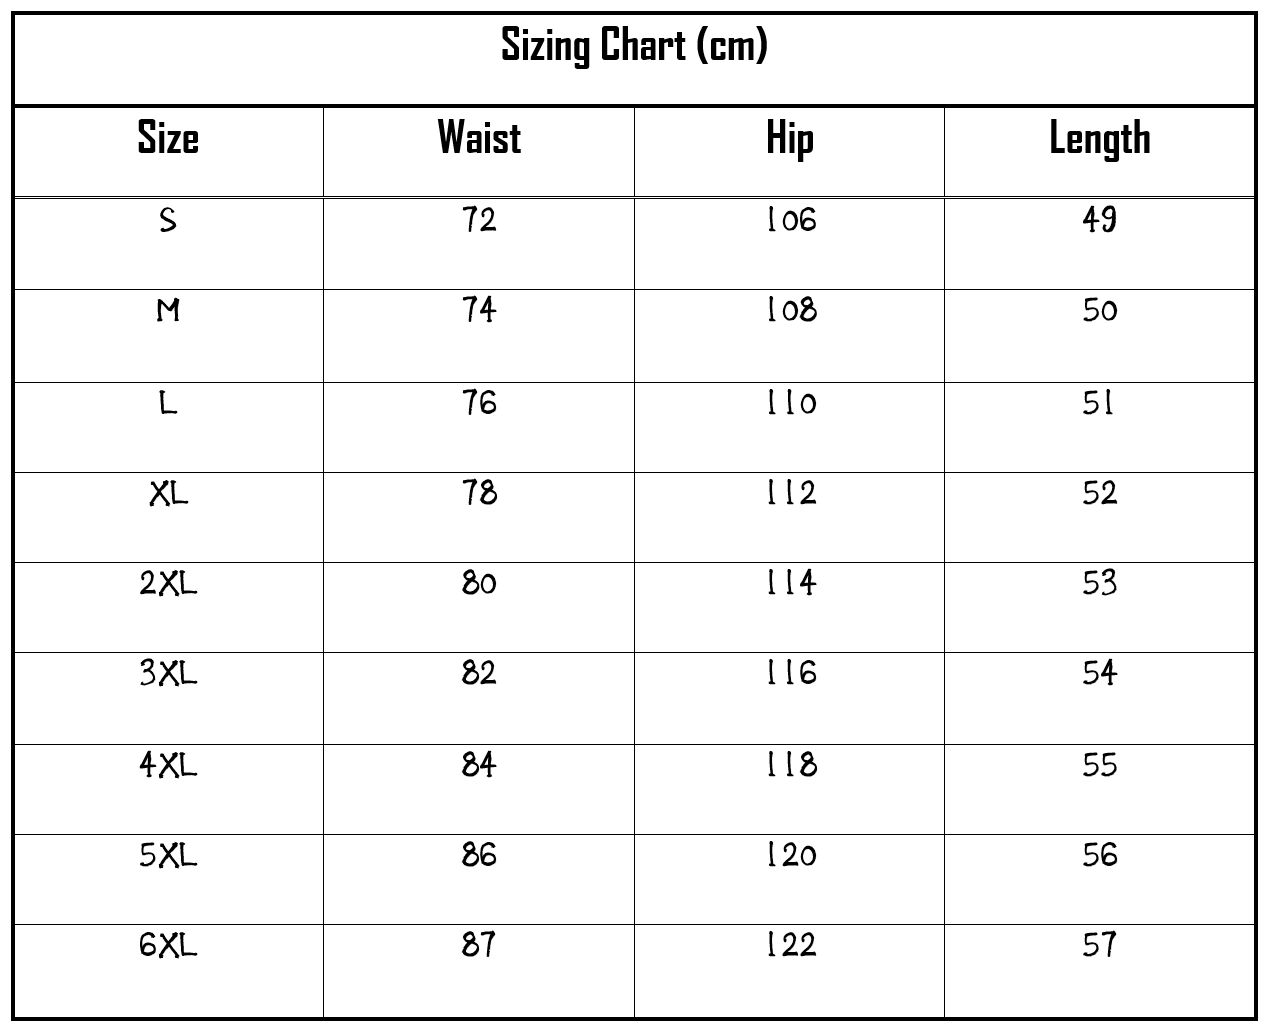 Sizing Chart (cm)
Size Waist Hip Length
S 72 106 49
M 74 108 50
L 76 110 51
XL 78 112 52
2XL 80 114 53
3XL 82 116 54
4XL 84 118 55
5XL 86 120 56
6XL 87 122 57